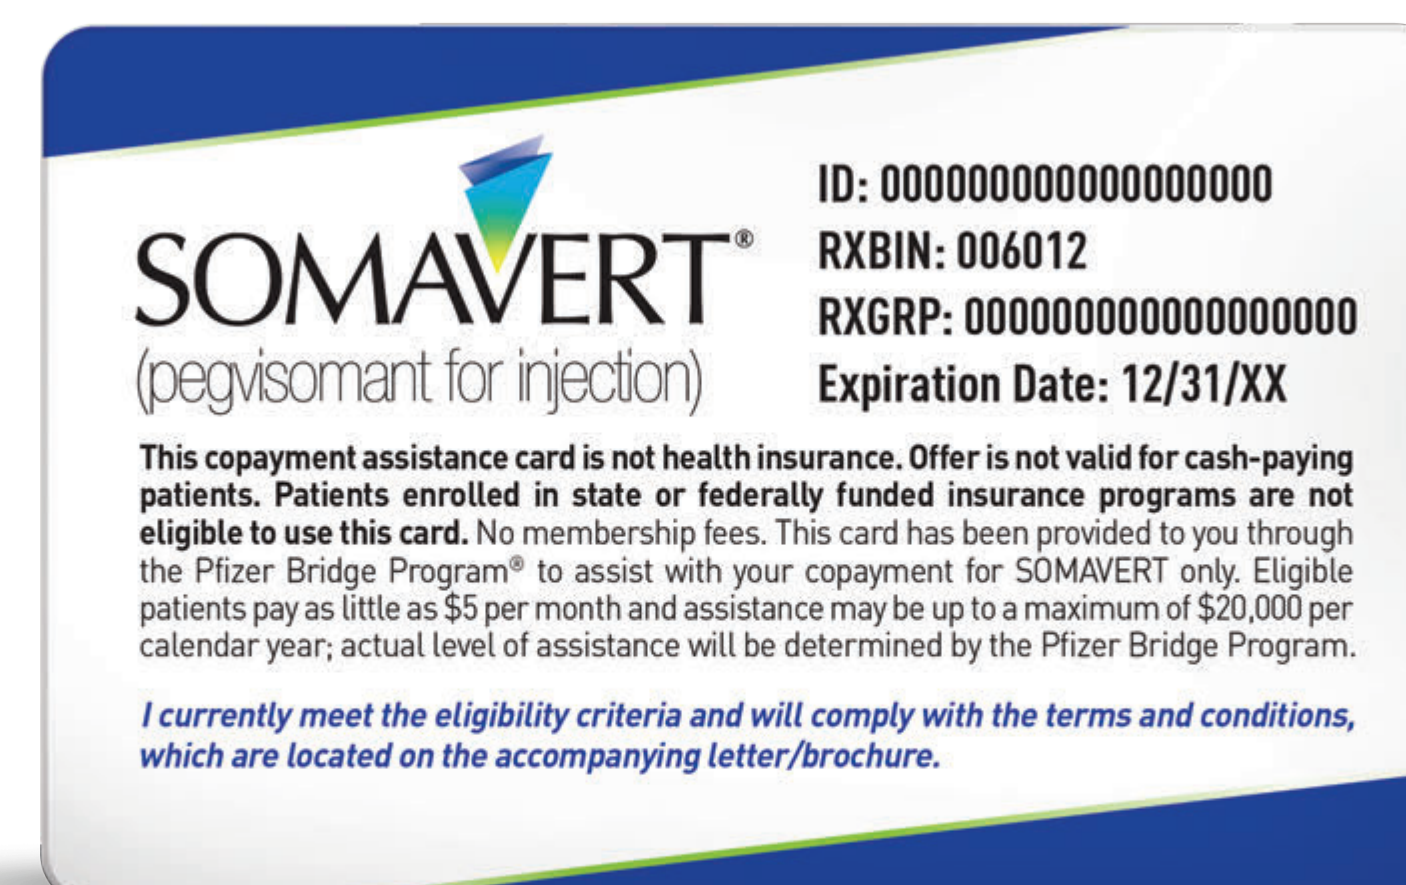 SOMAVERT®
(pegvisomant for injection)
ID: 000000000000000000
RXBIN: 006012
RXGRP: 000000000000000000
Expiration Date: 12/31/XX
This copayment assistance card is not health insurance. Offer is not valid for cash-paying
patients. Patients enrolled in state or federally funded insurance programs are not
eligible to use this card. No membership fees. This card has been provided to you through
the Pfizer Bridge Program® to assist with your copayment for SOMAVERT only. Eligible
patients pay as little as $5 per month and assistance may be up to a maximum of $20,000 per
calendar year; actual level of assistance will be determined by the Pfizer Bridge Program.
I currently meet the eligibility criteria and will comply with the terms and conditions,
which are located on the accompanying letter/brochure.